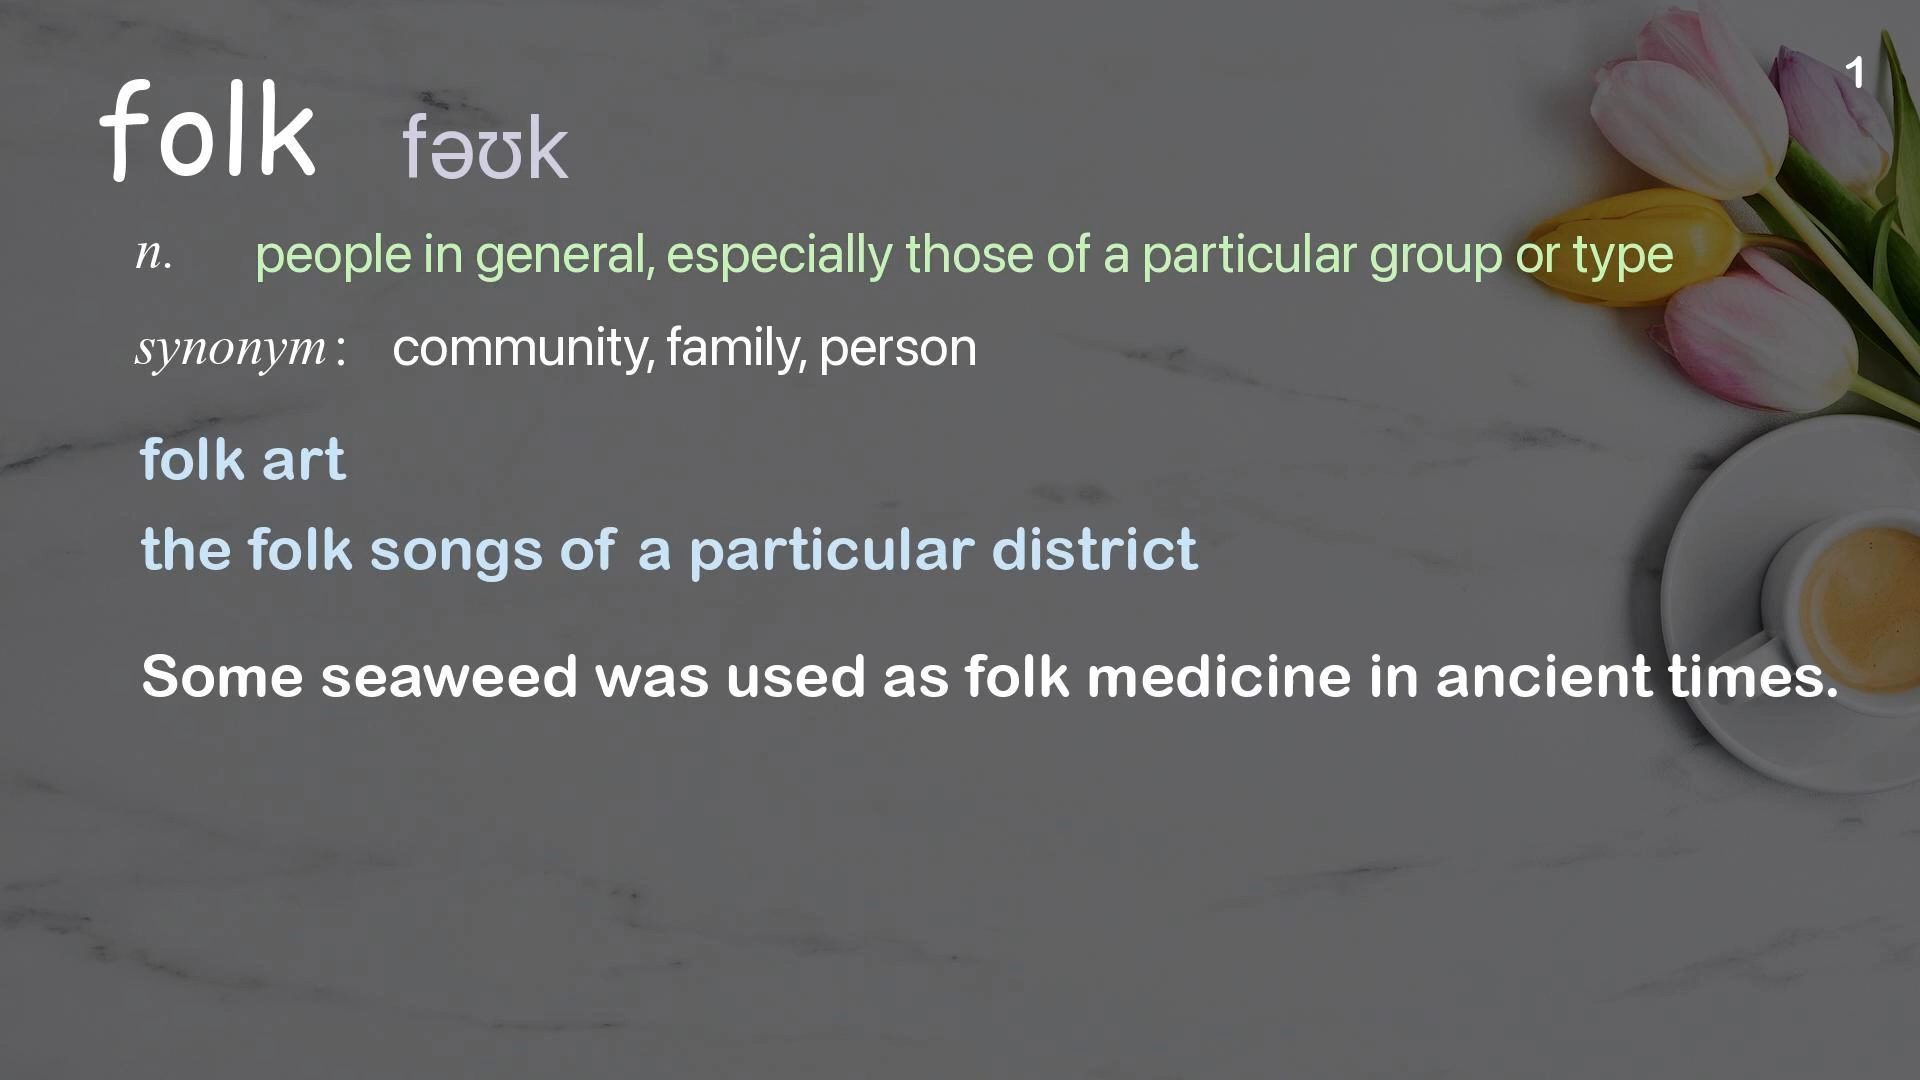 folk fəʊk
1
n. people in general, especially those of a particular group or type
synonym: community, family, person
folk art
the folk songs of a particular district
Some seaweed was used as folk medicine in ancient times.